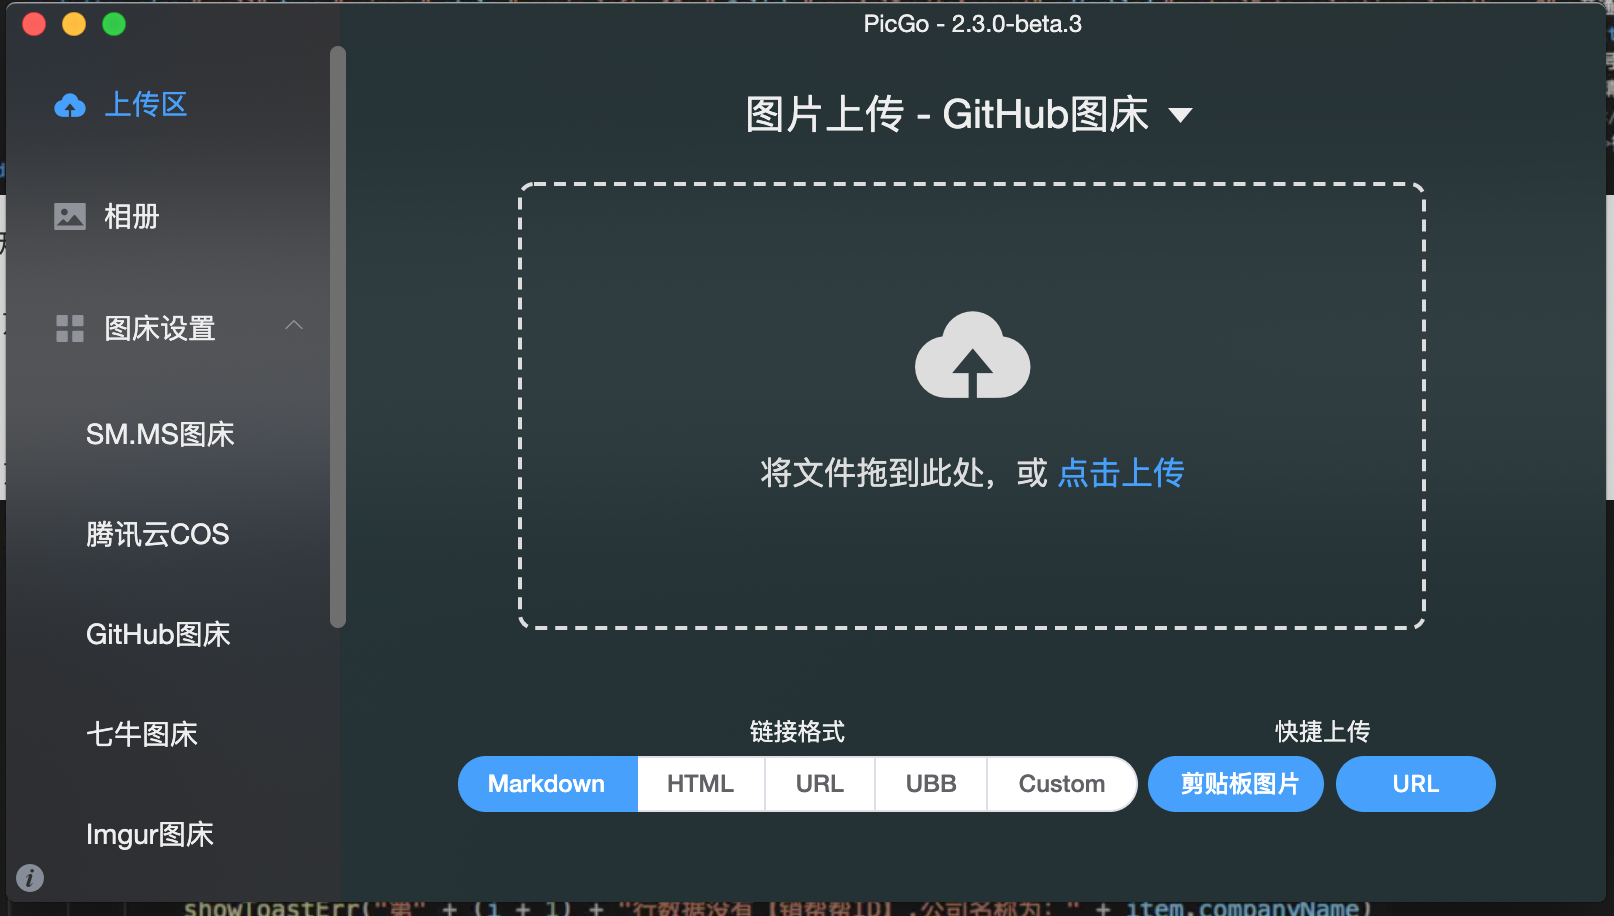 PicGo - 2.3.0-beta.3
上传区
相册
图床设置
SM.MS图床
腾讯云COS
GitHub图床
七牛图床
Imgur图床
图片上传 - GitHub图床
将文件拖到此处，或 点击上传
链接格式
Markdown HTML URL UBB Custom
快捷上传
剪贴板图片 URL
showToastErr("第" + (i + 1) + "行数据没有【销帮帮ID】,公司名称为：" + item.companyName)